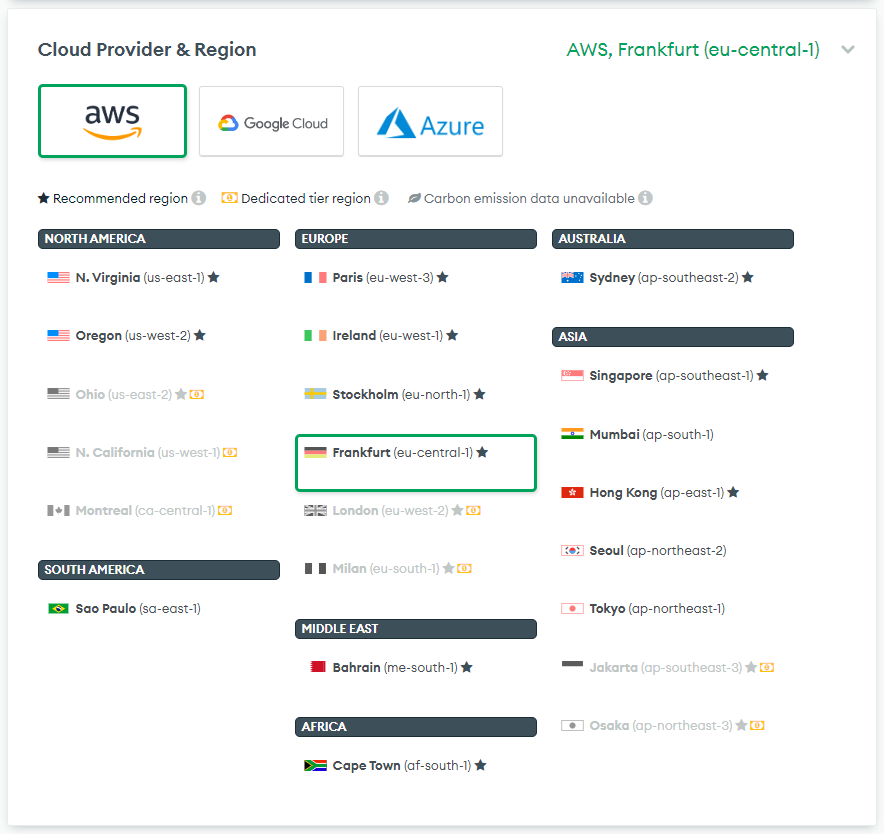 Cloud Provider & Region
AWS, Frankfurt (eu-central-1)
aws
Google Cloud
Azure
Recommended region
Dedicated tier region
Carbon emission data unavailable
NORTH AMERICA
N. Virginia (us-east-1)
Oregon (us-west-2)
Ohio (us-east-2)
N. California (us-west-1)
Montreal (ca-central-1)
SOUTH AMERICA
Sao Paulo (sa-east-1)
EUROPE
Paris (eu-west-3)
Ireland (eu-west-1)
Stockholm (eu-north-1)
Frankfurt (eu-central-1)
London (eu-west-2)
Milan (eu-south-1)
MIDDLE EAST
Bahrain (me-south-1)
AFRICA
Cape Town (af-south-1)
AUSTRALIA
Sydney (ap-southeast-2)
ASIA
Singapore (ap-southeast-1)
Mumbai (ap-south-1)
Hong Kong (ap-east-1)
Seoul (ap-northeast-2)
Tokyo (ap-northeast-1)
Jakarta (ap-southeast-3)
Osaka (ap-northeast-3)